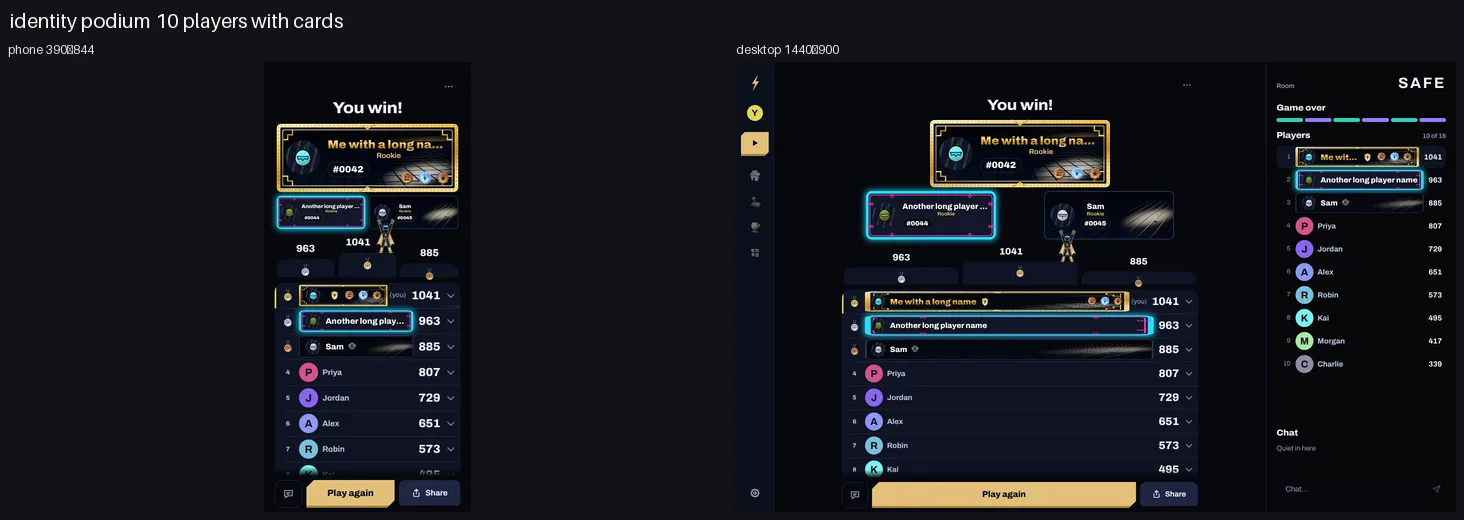 identity podium 10 players with cards
phone 390▯844
You win!
Me with a long na...
Rookie
#0042
Another long player ...
Rookie
#0044
Sam
Rookie
#0045
963
1041
885
(you) 1041
Another long play... 963
Sam 885
4 P Priya 807
5 J Jordan 729
6 A Alex 651
7 R Robin 573
8 K Kai 495
Play again
Share
desktop 1440▯900
Y
You win!
Me with a long na...
Rookie
#0042
Another long player ...
Rookie
#0044
Sam
Rookie
#0045
963
1041
885
Me with a long name (you) 1041
Another long player name 963
Sam 885
4 P Priya 807
5 J Jordan 729
6 A Alex 651
7 R Robin 573
8 K Kai 495
Play again
Share
Room SAFE
Game over
Players 10 of 16
1 Me wit... 1041
2 Another long player name 963
3 Sam 885
4 P Priya 807
5 J Jordan 729
6 A Alex 651
7 R Robin 573
8 K Kai 495
9 M Morgan 417
10 C Charlie 339
Chat
Quiet in here
Chat...